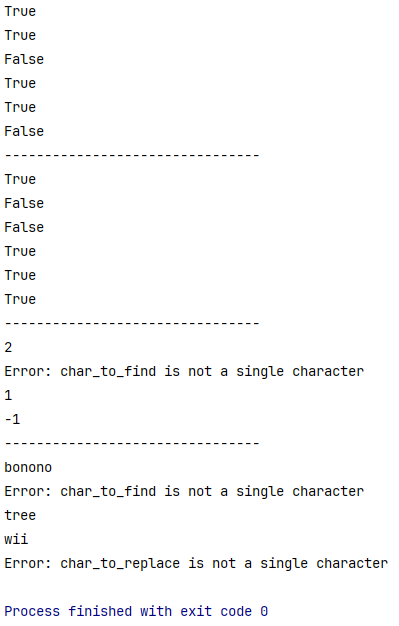 True
True
False
True
True
False
--------------------------------
True
False
False
True
True
True
--------------------------------
2
Error: char_to_find is not a single character
1
-1
--------------------------------
bonono
Error: char_to_find is not a single character
tree
wii
Error: char_to_replace is not a single character
Process finished with exit code 0